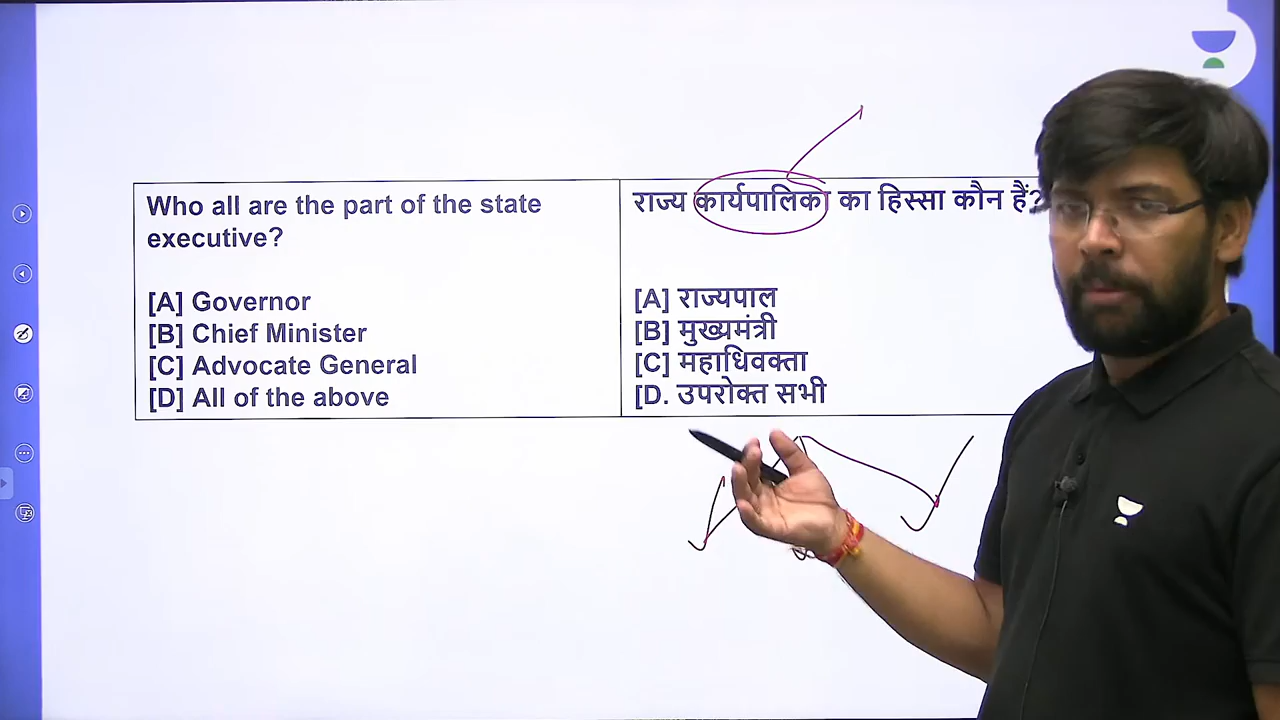 Who all are the part of the state
executive?
[A] Governor
[B] Chief Minister
[C] Advocate General
[D] All of the above
राज्य कार्यपालिका का हिस्सा कौन हैं?
[A] राज्यपाल
[B] मुख्यमंत्री
[C] महाधिवक्ता
[D. उपरोक्त सभी